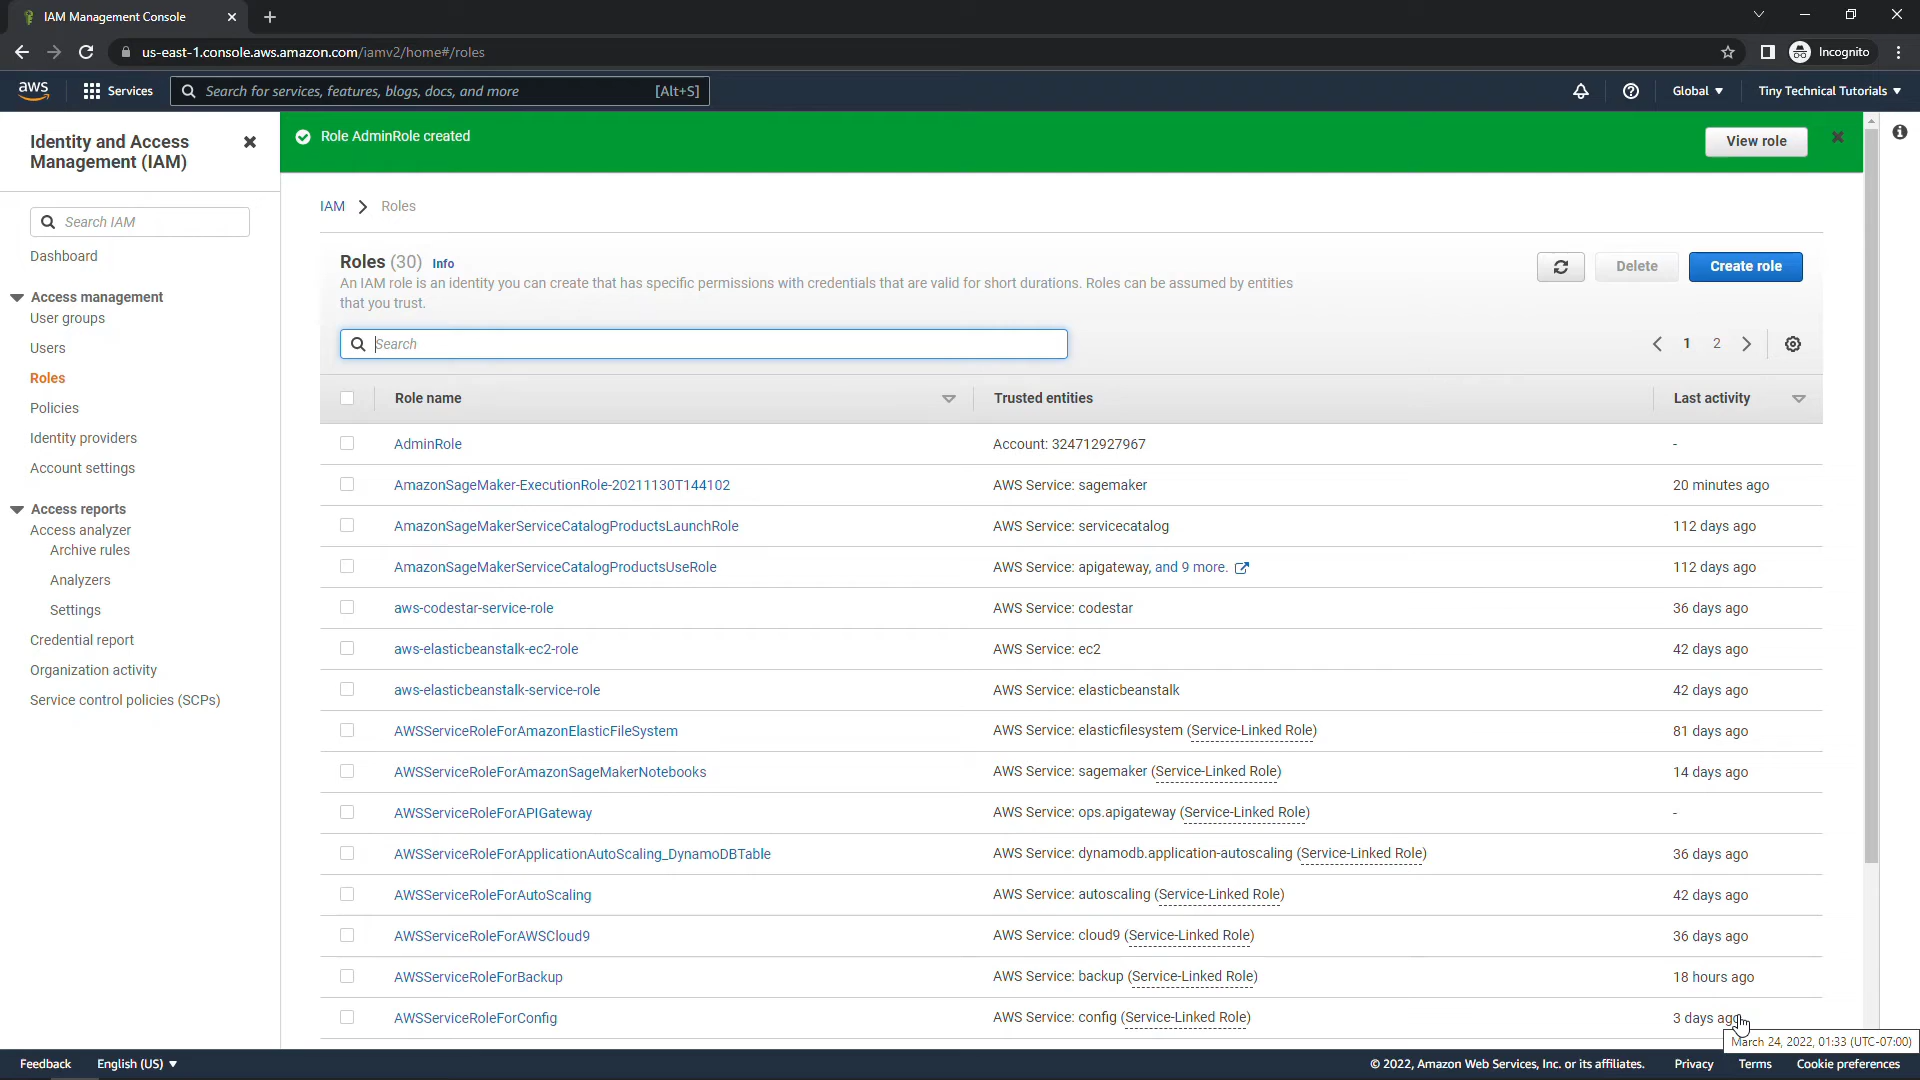 IAM Management Console
us-east-1.console.aws.amazon.com/iamv2/home#/roles
Incognito
aws
Services
Search for services, features, blogs, docs, and more
[Alt+S]
Global
Tiny Technical Tutorials
Identity and Access
Management (IAM)
Search IAM
Dashboard
Access management
User groups
Users
Roles
Policies
Identity providers
Account settings
Access reports
Access analyzer
Archive rules
Analyzers
Settings
Credential report
Organization activity
Service control policies (SCPs)
Role AdminRole created
View role
IAM
Roles
Roles (30) Info
An IAM role is an identity you can create that has specific permissions with credentials that are valid for short durations. Roles can be assumed by entities
that you trust.
Delete
Create role
Search
1 2
Role name Trusted entities Last activity
AdminRole Account: 324712927967 -
AmazonSageMaker-ExecutionRole-20211130T144102 AWS Service: sagemaker 20 minutes ago
AmazonSageMakerServiceCatalogProductsLaunchRole AWS Service: servicecatalog 112 days ago
AmazonSageMakerServiceCatalogProductsUseRole AWS Service: apigateway, and 9 more. 112 days ago
aws-codestar-service-role AWS Service: codestar 36 days ago
aws-elasticbeanstalk-ec2-role AWS Service: ec2 42 days ago
aws-elasticbeanstalk-service-role AWS Service: elasticbeanstalk 42 days ago
AWSServiceRoleForAmazonElasticFileSystem AWS Service: elasticfilesystem (Service-Linked Role) 81 days ago
AWSServiceRoleForAmazonSageMakerNotebooks AWS Service: sagemaker (Service-Linked Role) 14 days ago
AWSServiceRoleForAPIGateway AWS Service: ops.apigateway (Service-Linked Role) -
AWSServiceRoleForApplicationAutoScaling_DynamoDBTable AWS Service: dynamodb.application-autoscaling (Service-Linked Role) 36 days ago
AWSServiceRoleForAutoScaling AWS Service: autoscaling (Service-Linked Role) 42 days ago
AWSServiceRoleForAWSCloud9 AWS Service: cloud9 (Service-Linked Role) 36 days ago
AWSServiceRoleForBackup AWS Service: backup (Service-Linked Role) 18 hours ago
AWSServiceRoleForConfig AWS Service: config (Service-Linked Role) 3 days ago
March 24, 2022, 01:33 (UTC-07:00)
Feedback
English (US)
© 2022, Amazon Web Services, Inc. or its affiliates.
Privacy
Terms
Cookie preferences